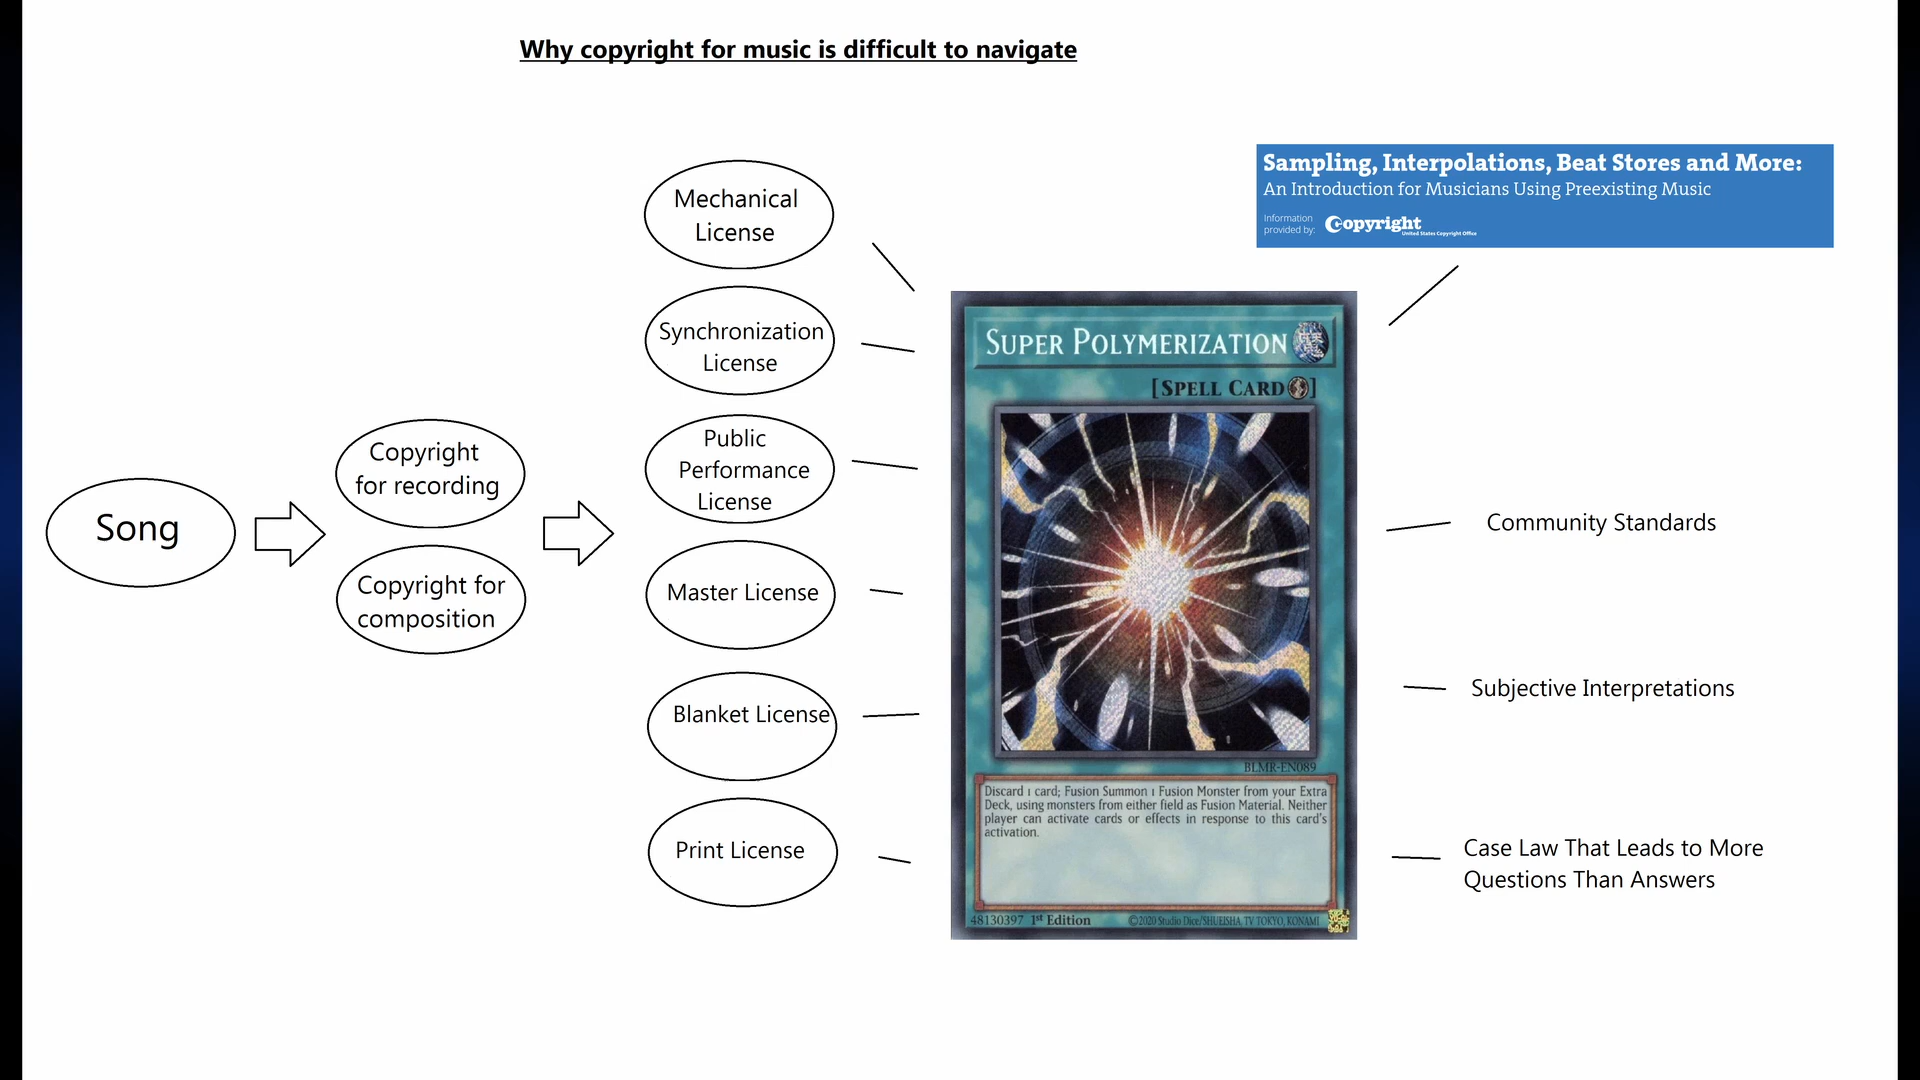 Why copyright for music is difficult to navigate
Sampling, Interpolations, Beat Stores and More:
An Introduction for Musicians Using Preexisting Music
Information
provided by:
Copyright
United States Copyright Office
Song
Copyright
for recording
Copyright for
composition
Mechanical
License
Synchronization
License
Public
Performance
License
Master License
Blanket License
Print License
SUPER POLYMERIZATION
[SPELL CARD]
BLMR-EN089
Discard 1 card; Fusion Summon 1 Fusion Monster from your Extra
Deck, using monsters from either field as Fusion Material. Neither
player can activate cards or effects in response to this card's
activation.
48130397 1st Edition
©2020 Studio Dice/SHUEISHA, TV TOKYO, KONAMI
Community Standards
Subjective Interpretations
Case Law That Leads to More
Questions Than Answers